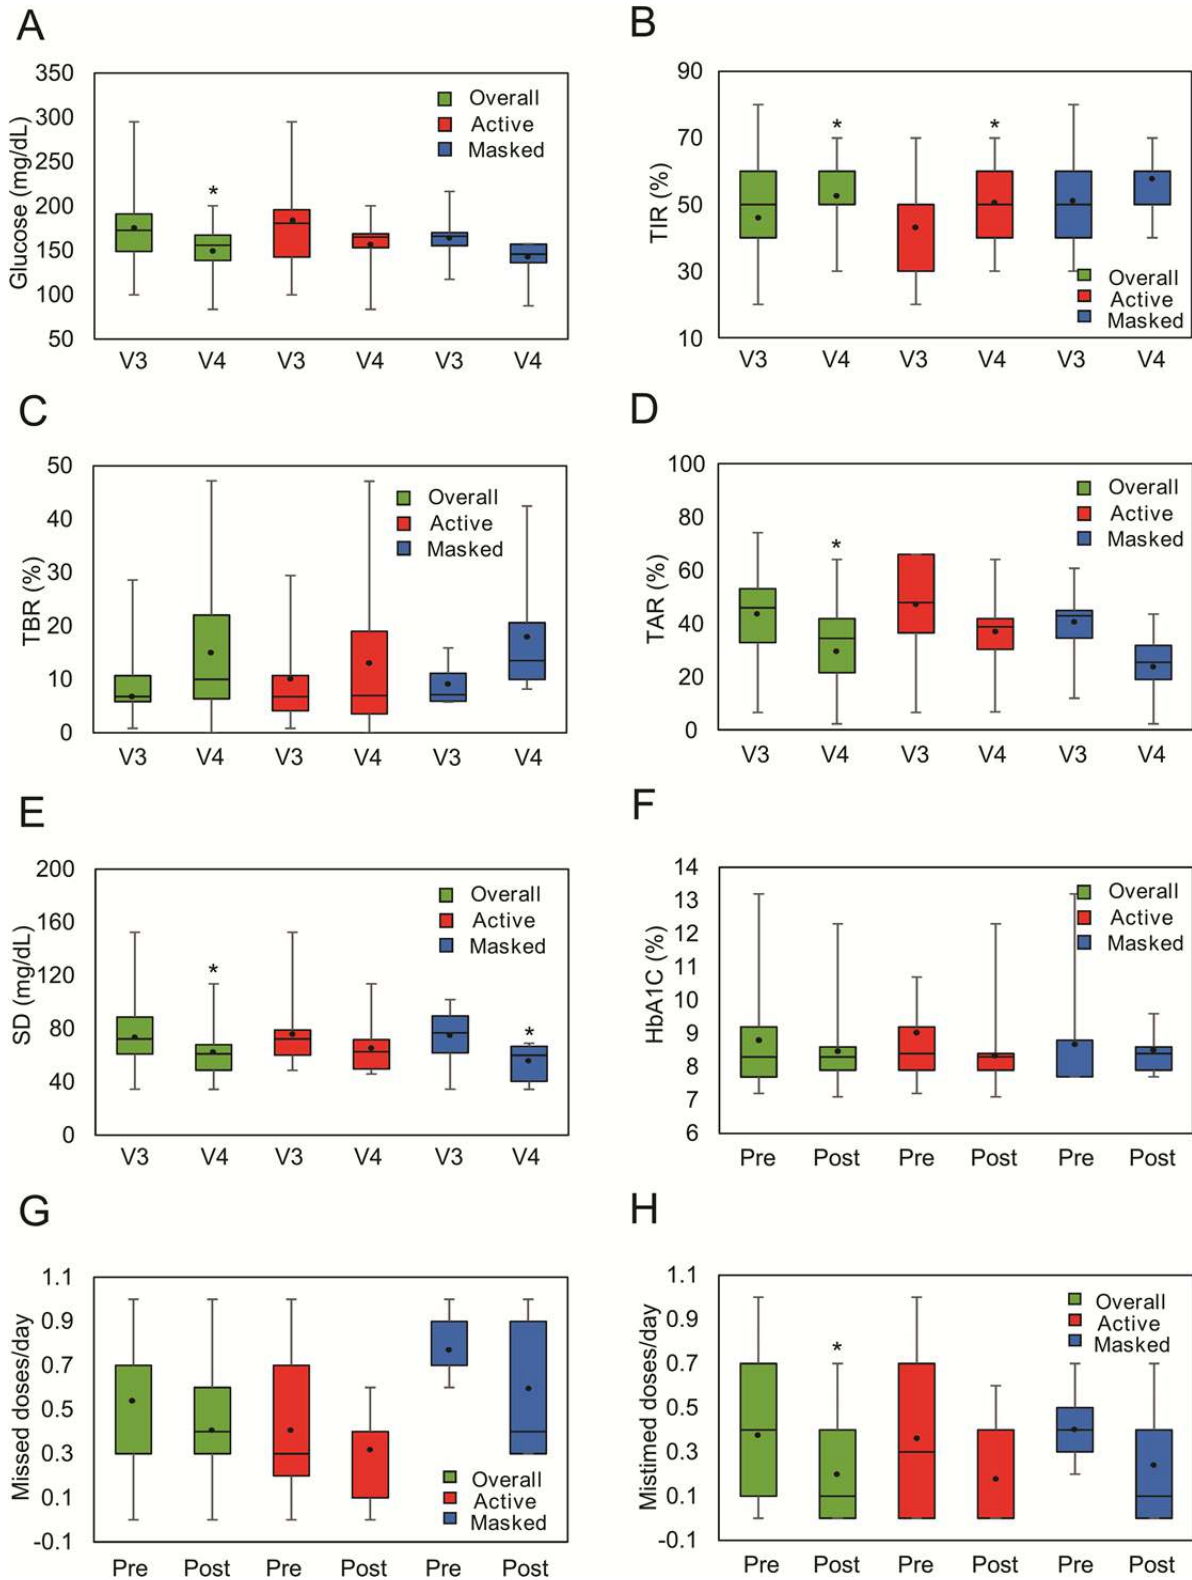 A
Glucose (mg/dL)
350
300
250
200
150
100
50
*
Overall
Active
Masked
V3 V4 V3 V4 V3 V4
B
TIR (%)
90
70
50
30
10
* *
Overall
Active
Masked
V3 V4 V3 V4 V3 V4
C
TBR (%)
50
40
30
20
10
0
Overall
Active
Masked
V3 V4 V3 V4 V3 V4
D
TAR (%)
100
80
60
40
20
0
*
Overall
Active
Masked
V3 V4 V3 V4 V3 V4
E
SD (mg/dL)
200
160
120
80
40
0
* *
Overall
Active
Masked
V3 V4 V3 V4 V3 V4
F
HbA1C (%)
14
13
12
11
10
9
8
7
6
Overall
Active
Masked
Pre Post Pre Post Pre Post
G
Missed doses/day
1.1
0.9
0.7
0.5
0.3
0.1
-0.1
Overall
Active
Masked
Pre Post Pre Post Pre Post
H
Mistimed doses/day
1.1
0.9
0.7
0.5
0.3
0.1
-0.1
*
Overall
Active
Masked
Pre Post Pre Post Pre Post